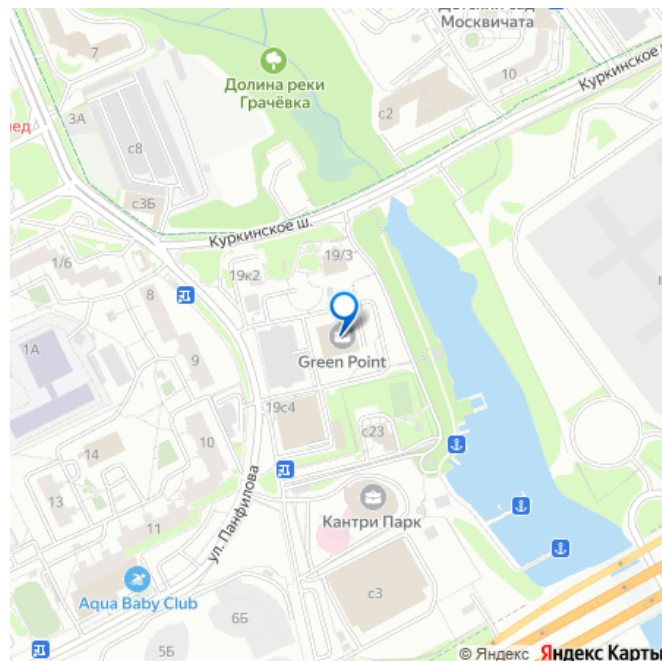 Детский сад
Москвичата
7
Долина реки
Грачёвка
10
Куркинское ш.
с2
3А
с8
с3Б
Куркинское ш.
1/6
19/3
19к2
8
1А
9
Green Point
19с4
10
с23
14
13
11
ул. Панфилова
Кантри Парк
Aqua Baby Club
с3
6Б
5Б
© Яндекс Яндекс Карты